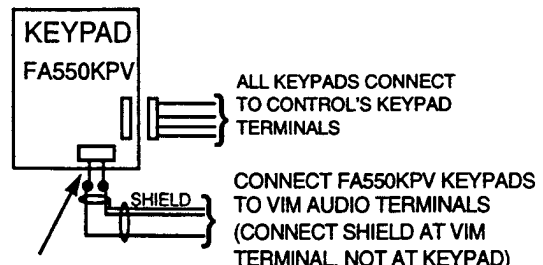 KEYPAD
FA550KPV
ALL KEYPADS CONNECT
TO CONTROL'S KEYPAD
TERMINALS
SHIELD
CONNECT FA550KPV KEYPADS
TO VIM AUDIO TERMINALS
(CONNECT SHIELD AT VIM
TERMINAL, NOT AT KEYPAD)